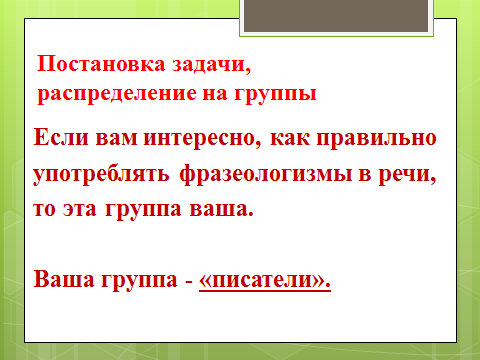 Постановка задачи,
распределение на группы
Если вам интересно, как правильно
употреблять фразеологизмы в речи,
то эта группа ваша.
Ваша группа - «писатели».